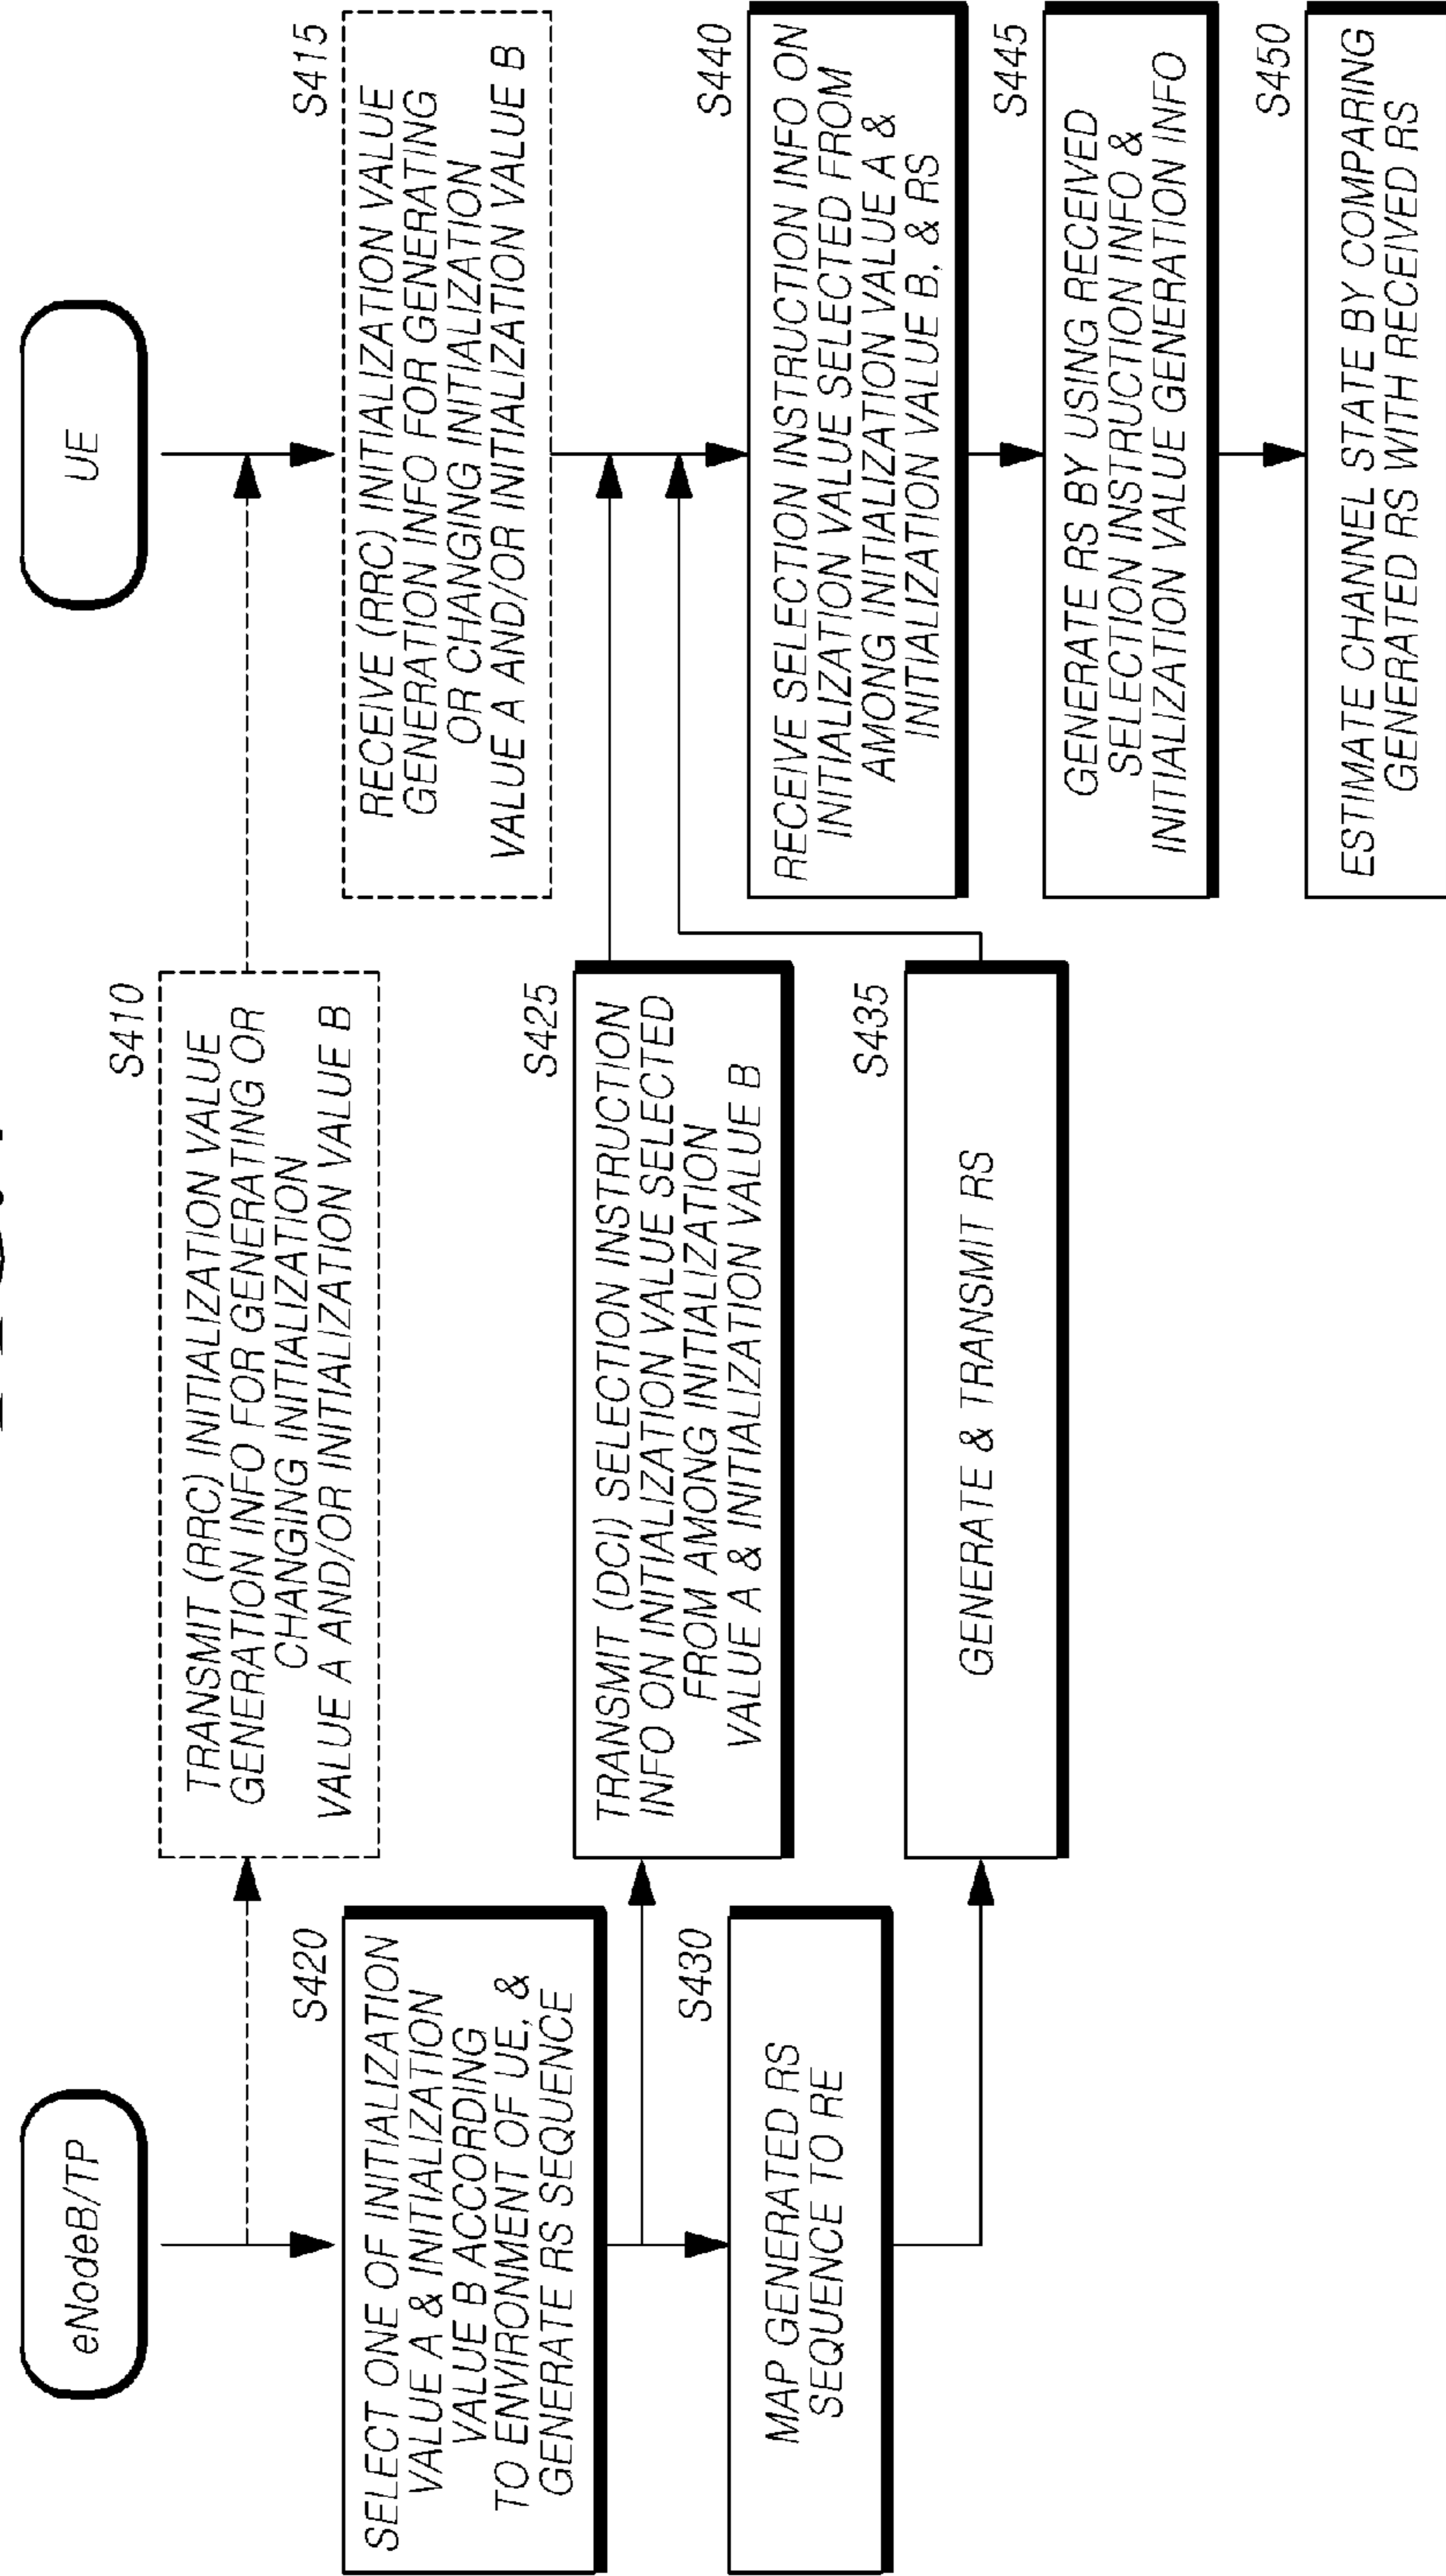 eNodeB/TP
UE
S410
TRANSMIT (RRC) INITIALIZATION VALUE
GENERATION INFO FOR GENERATING OR
CHANGING INITIALIZATION
VALUE A AND/OR INITIALIZATION VALUE B
S415
RECEIVE (RRC) INITIALIZATION VALUE
GENERATION INFO FOR GENERATING
OR CHANGING INITIALIZATION
VALUE A AND/OR INITIALIZATION VALUE B
S420
SELECT ONE OF INITIALIZATION
VALUE A & INITIALIZATION
VALUE B ACCORDING
TO ENVIRONMENT OF UE, &
GENERATE RS SEQUENCE
S425
TRANSMIT (DCI) SELECTION INSTRUCTION
INFO ON INITIALIZATION VALUE SELECTED
FROM AMONG INITIALIZATION
VALUE A & INITIALIZATION VALUE B
S430
MAP GENERATED RS
SEQUENCE TO RE
S435
GENERATE & TRANSMIT RS
S440
RECEIVE SELECTION INSTRUCTION INFO ON
INITIALIZATION VALUE SELECTED FROM
AMONG INITIALIZATION VALUE A &
INITIALIZATION VALUE B, & RS
S445
GENERATE RS BY USING RECEIVED
SELECTION INSTRUCTION INFO &
INITIALIZATION VALUE GENERATION INFO
S450
ESTIMATE CHANNEL STATE BY COMPARING
GENERATED RS WITH RECEIVED RS